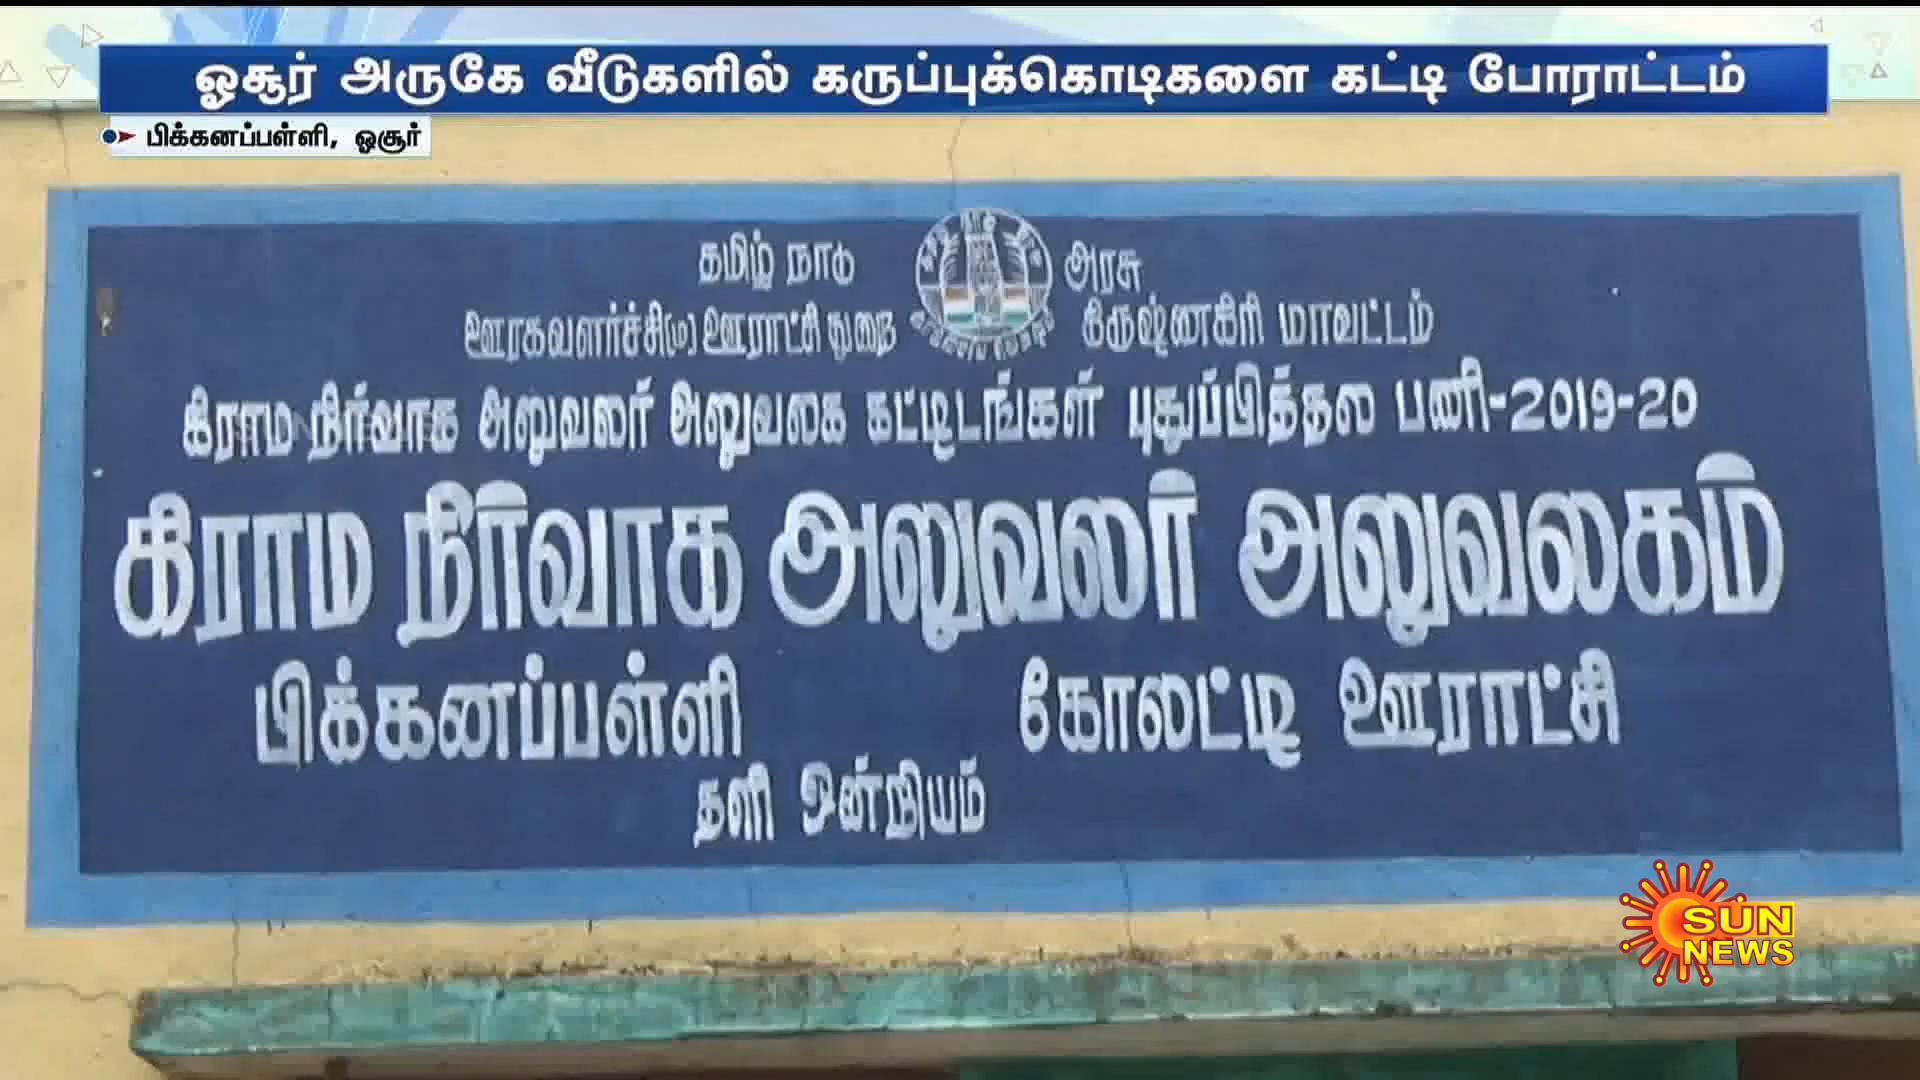 ஓசூர் அருகே வீடுகளில் கருப்புக்கொடிகளை கட்டி போராட்டம்
பிக்கனப்பள்ளி, ஓசூர்
தமிழ் நாடு அரசு
ஊரகவளர்ச்சி(ம)ஊராட்சி துறை கிருஷ்ணகிரி மாவட்டம்
கிராம நிர்வாக அலுவலர் அலுவலக கட்டிடங்கள் புதுப்பித்தல பணி-2019-20
கிராம நிர்வாக அலுவலர் அலுவலகம்
பிக்கனப்பள்ளி கோலட்டி ஊராட்சி
தளி ஒன்றியம்
SUN
NEWS